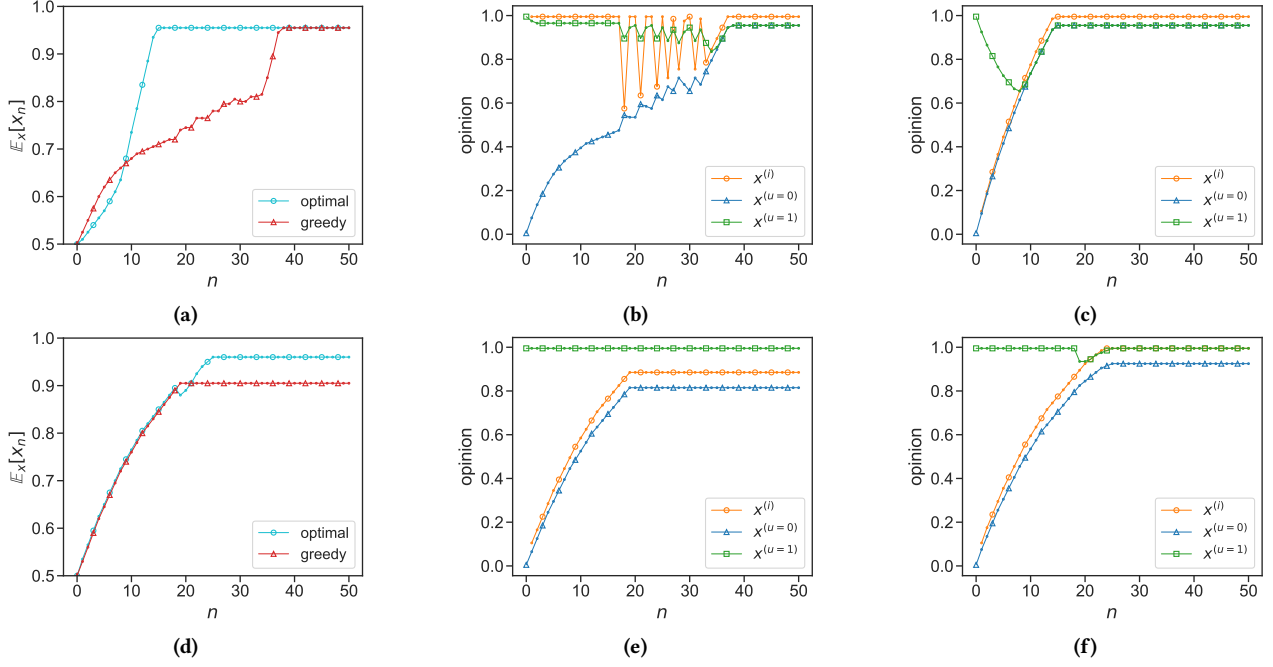 1.0
0.9
0.8
0.7
0.6
0.5
𝔼ₓ[xₙ]
optimal
greedy
0 10 20 30 40 50
n
(a)
1.0
0.8
0.6
0.4
0.2
0.0
opinion
x^(i)
x^(u=0)
x^(u=1)
0 10 20 30 40 50
n
(b)
1.0
0.8
0.6
0.4
0.2
0.0
opinion
x^(i)
x^(u=0)
x^(u=1)
0 10 20 30 40 50
n
(c)
1.0
0.9
0.8
0.7
0.6
0.5
𝔼ₓ[xₙ]
optimal
greedy
0 10 20 30 40 50
n
(d)
1.0
0.8
0.6
0.4
0.2
0.0
opinion
x^(i)
x^(u=0)
x^(u=1)
0 10 20 30 40 50
n
(e)
1.0
0.8
0.6
0.4
0.2
0.0
opinion
x^(i)
x^(u=0)
x^(u=1)
0 10 20 30 40 50
n
(f)